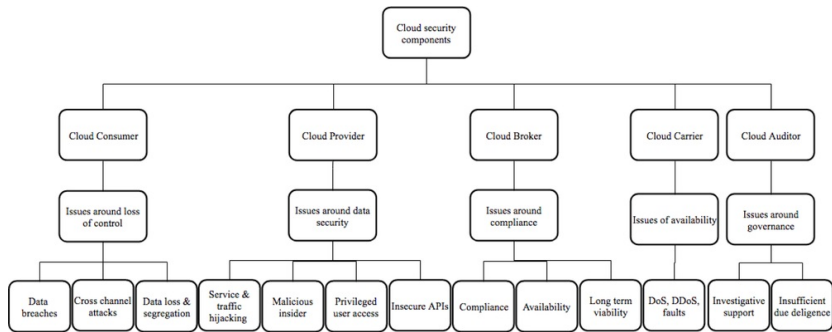 Cloud security
components
Cloud Consumer
Cloud Provider
Cloud Broker
Cloud Carrier
Cloud Auditor
Issues around loss
of control
Issues around data
security
Issues around
compliance
Issues of availability
Issues around
governance
Data
breaches
Cross channel
attacks
Data loss &
segregation
Service &
traffic
hijacking
Malicious
insider
Privileged
user access
Insecure APIs
Compliance
Availability
Long term
viability
DoS, DDoS,
faults
Investigative
support
Insufficient
due deligence